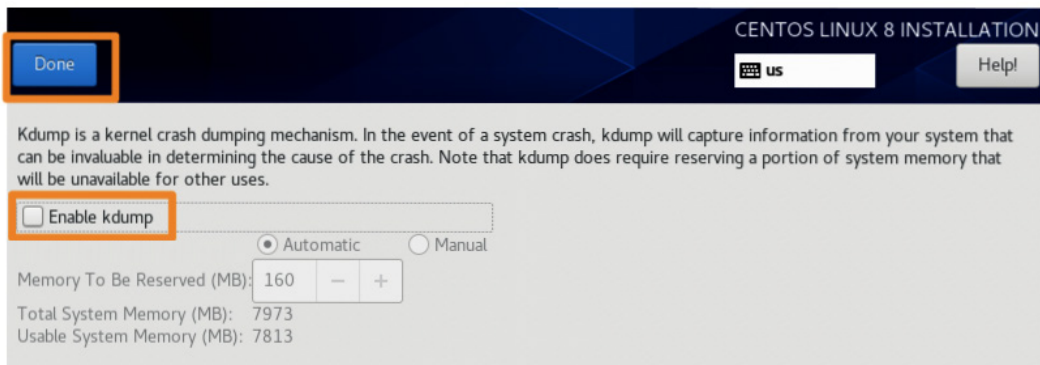 CENTOS LINUX 8 INSTALLATION
Done
us
Help!
Kdump is a kernel crash dumping mechanism. In the event of a system crash, kdump will capture information from your system that
can be invaluable in determining the cause of the crash. Note that kdump does require reserving a portion of system memory that
will be unavailable for other uses.
Enable kdump
Automatic Manual
Memory To Be Reserved (MB): 160 − +
Total System Memory (MB): 7973
Usable System Memory (MB): 7813